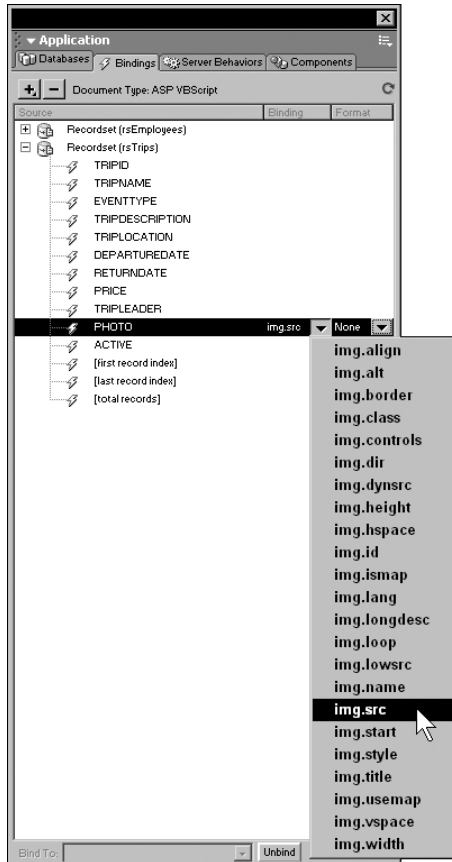 Application
Databases Bindings Server Behaviors Components
Document Type: ASP VBScript
Source Binding Format
Recordset (rsEmployees)
Recordset (rsTrips)
TRIPID
TRIPNAME
EVENTTYPE
TRIPDESCRIPTION
TRIPLOCATION
DEPARTUREDATE
RETURNDATE
PRICE
TRIPLEADER
PHOTO img.src None
ACTIVE
[first record index]
[last record index]
[total records]
img.align
img.alt
img.border
img.class
img.controls
img.dir
img.dynsrc
img.height
img.hspace
img.id
img.ismap
img.lang
img.longdesc
img.loop
img.lowsrc
img.name
img.src
img.start
img.style
img.title
img.usemap
img.vspace
img.width
Bind To: Unbind